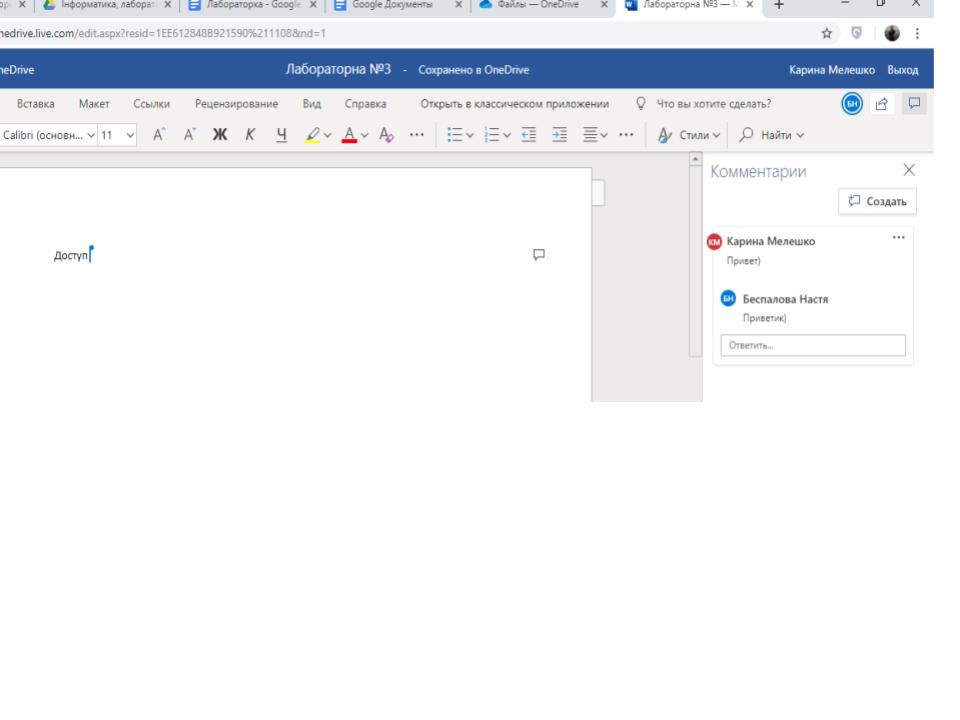 Інформатика, лаборат
Лабораторка - Google
Google Документы
Файлы — OneDrive
Лабораторна №3 —
nedrive.live.com/edit.aspx?resid=1EE6128488921590%211108&nd=1
neDrive
Лабораторна №3 - Сохранено в OneDrive
Карина Мелешко Выход
Вставка Макет Ссылки Рецензирование Вид Справка Открыть в классическом приложении Что вы хотите сделать? БН
Calibri (основн... 11 A A Ж К Ч А А ... ... Стили Найти
Комментарии
Создать
Доступ
КМ Карина Мелешко ...
Привет)
БН Беспалова Настя
Приветик)
Ответить...